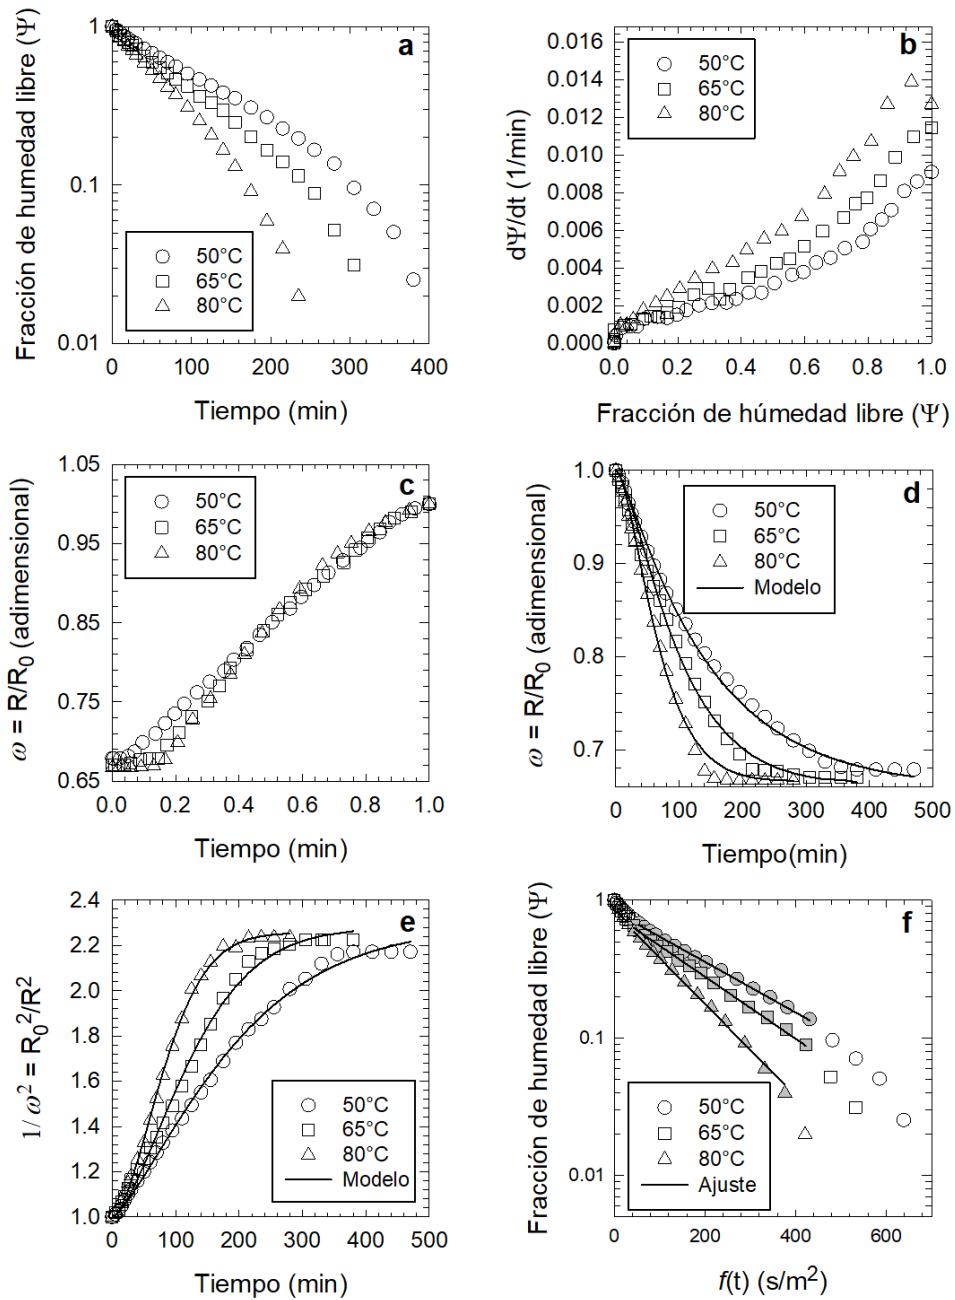 a
Fracción de humedad libre (Ψ)
1
0.1
0.01
50°C
65°C
80°C
0 100 200 300 400
Tiempo (min)
b
dΨ/dt (1/min)
0.016
0.014
0.012
0.010
0.008
0.006
0.004
0.002
0.000
50°C
65°C
80°C
0.0 0.2 0.4 0.6 0.8 1.0
Fracción de húmedad libre (Ψ)
c
ω = R/R0 (adimensional)
1.05
0.95
0.85
0.75
0.65
50°C
65°C
80°C
0.0 0.2 0.4 0.6 0.8 1.0
Tiempo (min)
d
ω = R/R0 (adimensional)
1.0
0.9
0.8
0.7
50°C
65°C
80°C
Modelo
0 100 200 300 400 500
Tiempo(min)
e
1/ ω² = R0²/R²
2.4
2.2
2.0
1.8
1.6
1.4
1.2
1.0
50°C
65°C
80°C
Modelo
0 100 200 300 400 500
Tiempo (min)
f
Fracción de humedad libre (Ψ)
1
0.1
0.01
50°C
65°C
80°C
Ajuste
0 200 400 600
f(t) (s/m²)